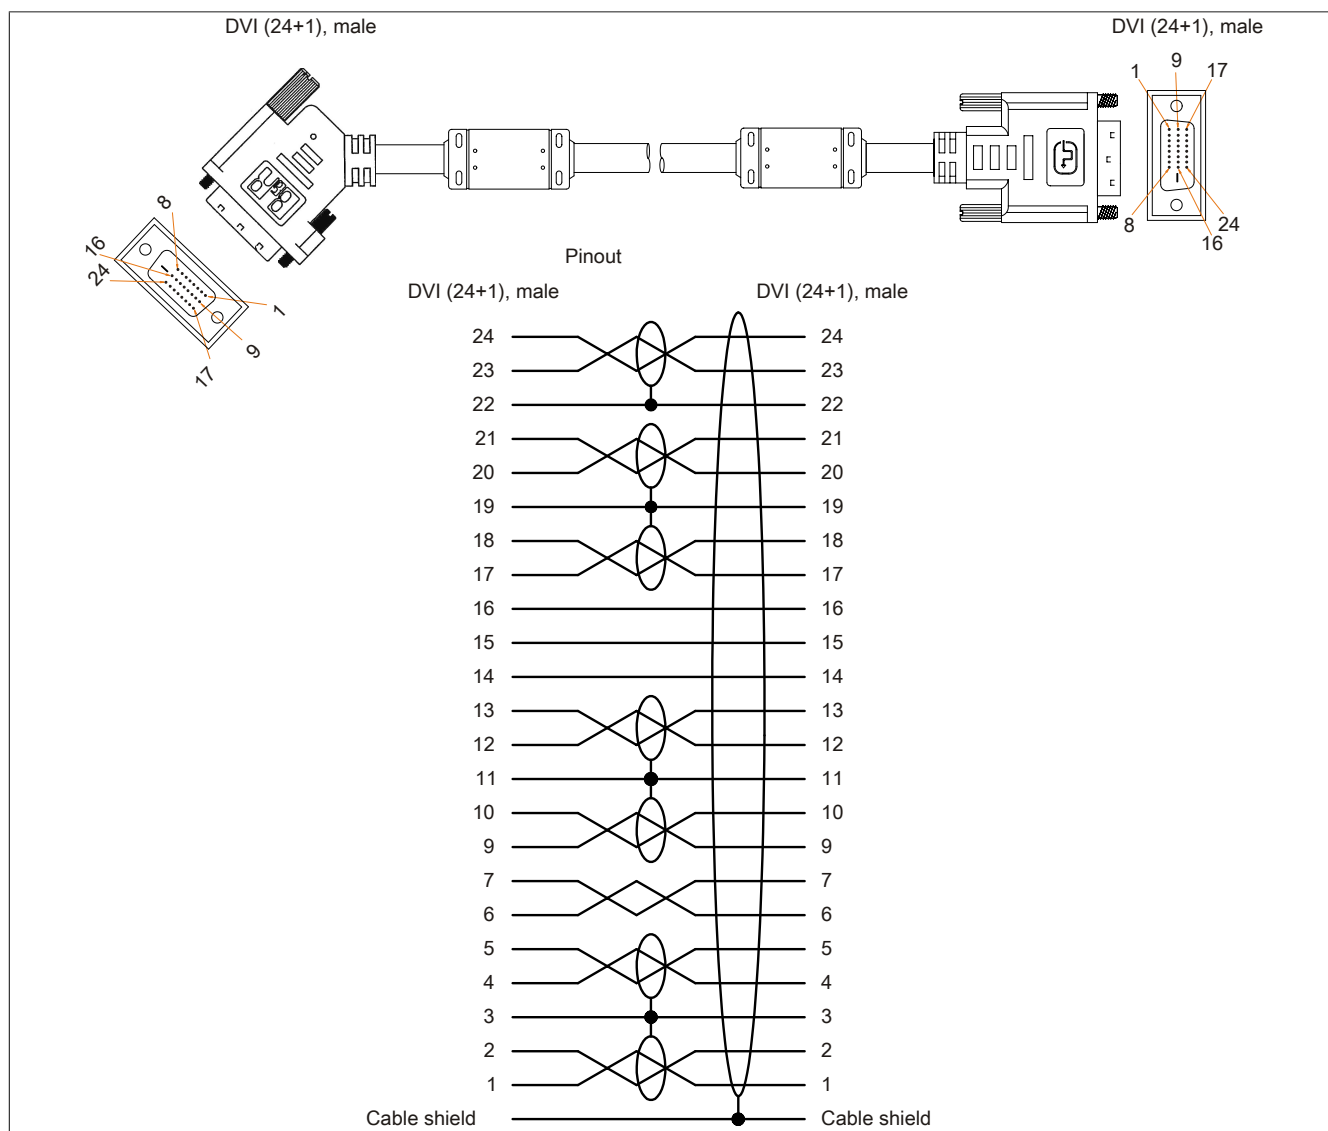 DVI (24+1), male DVI (24+1), male
1 9 17
8 16 24
8 16 24
1 9 17
Pinout
DVI (24+1), male DVI (24+1), male
24 24
23 23
22 22
21 21
20 20
19 19
18 18
17 17
16 16
15 15
14 14
13 13
12 12
11 11
10 10
9 9
7 7
6 6
5 5
4 4
3 3
2 2
1 1
Cable shield Cable shield